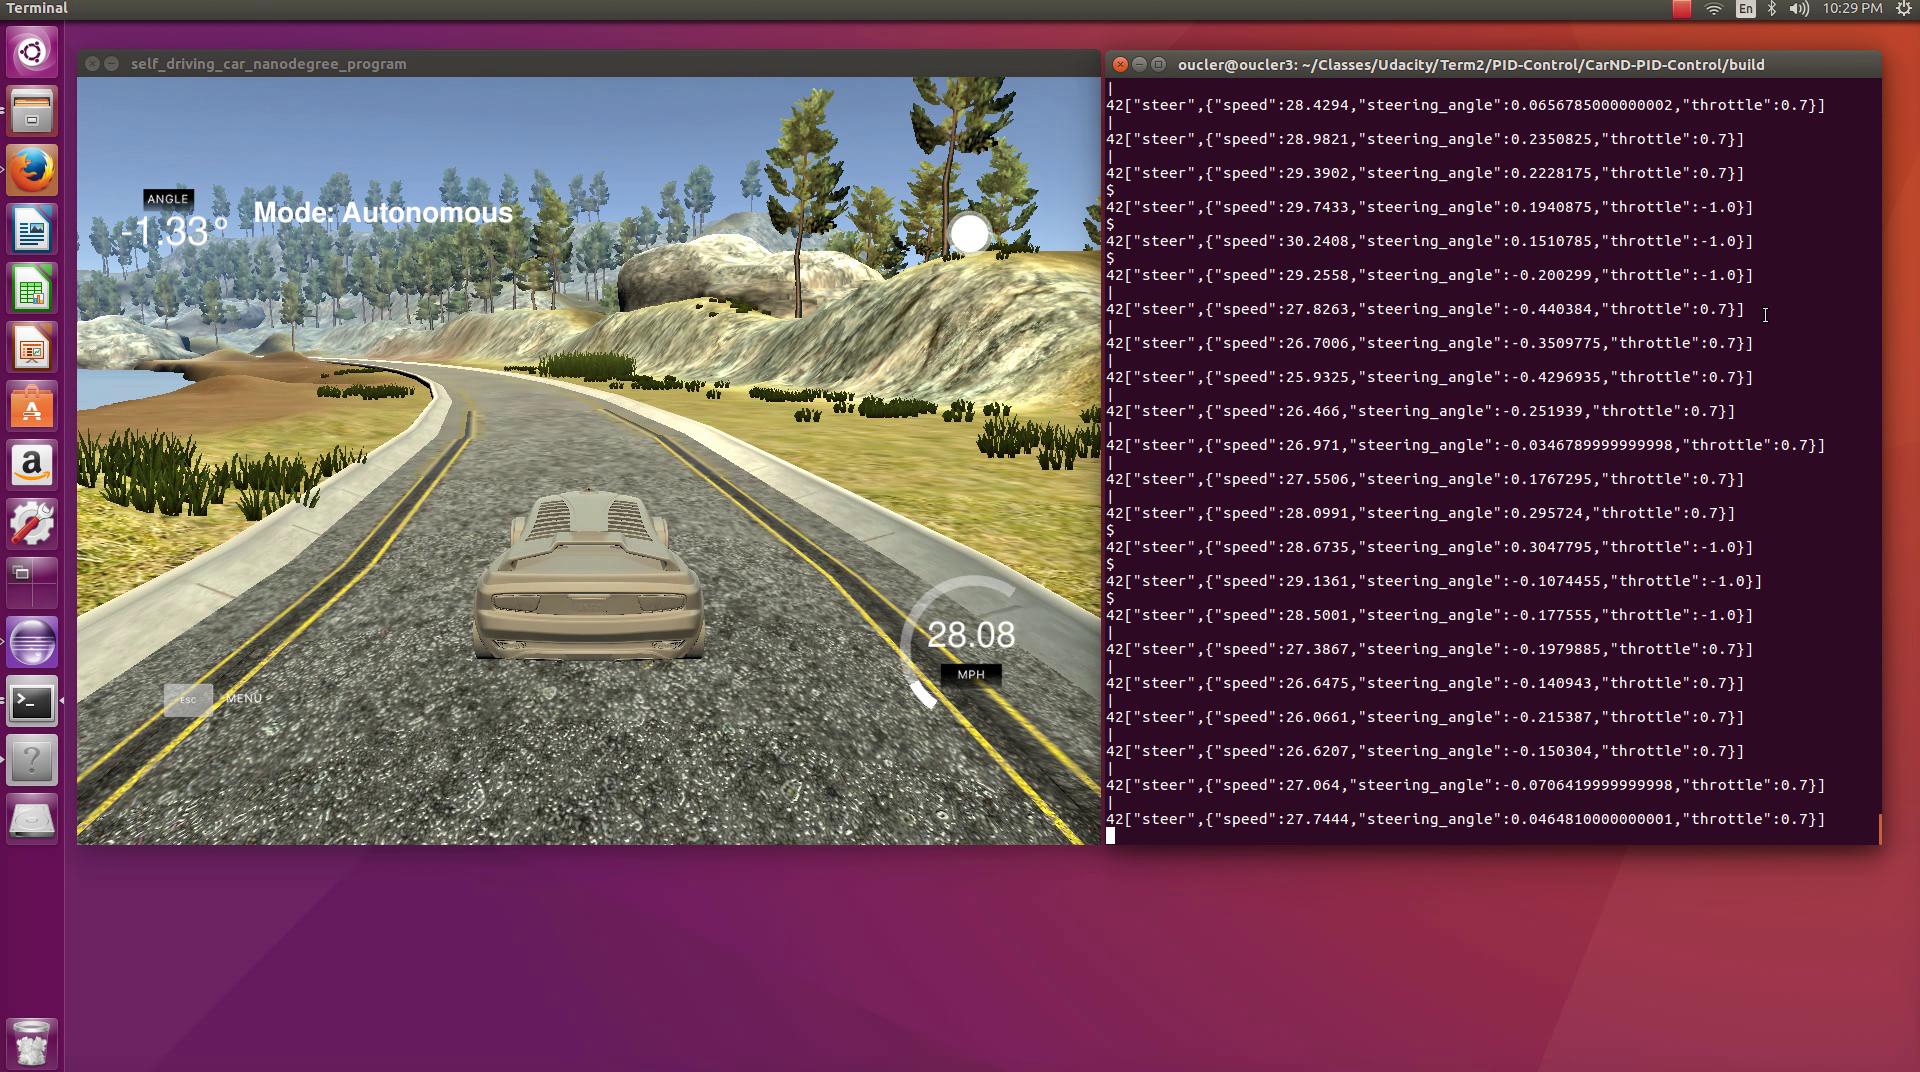 Terminal
En
10:29 PM
self_driving_car_nanodegree_program
ANGLE
-1.33°
Mode: Autonomous
28.08
MPH
ESC
MENU
oucler@oucler3: ~/Classes/Udacity/Term2/PID-Control/CarND-PID-Control/build
|
42["steer",{"speed":28.4294,"steering_angle":0.0656785000000002,"throttle":0.7}]
|
42["steer",{"speed":28.9821,"steering_angle":0.2350825,"throttle":0.7}]
|
42["steer",{"speed":29.3902,"steering_angle":0.2228175,"throttle":0.7}]
$
42["steer",{"speed":29.7433,"steering_angle":0.1940875,"throttle":-1.0}]
$
42["steer",{"speed":30.2408,"steering_angle":0.1510785,"throttle":-1.0}]
$
42["steer",{"speed":29.2558,"steering_angle":-0.200299,"throttle":-1.0}]
|
42["steer",{"speed":27.8263,"steering_angle":-0.440384,"throttle":0.7}]
|
42["steer",{"speed":26.7006,"steering_angle":-0.3509775,"throttle":0.7}]
|
42["steer",{"speed":25.9325,"steering_angle":-0.4296935,"throttle":0.7}]
|
42["steer",{"speed":26.466,"steering_angle":-0.251939,"throttle":0.7}]
|
42["steer",{"speed":26.971,"steering_angle":-0.0346789999999998,"throttle":0.7}]
|
42["steer",{"speed":27.5506,"steering_angle":0.1767295,"throttle":0.7}]
|
42["steer",{"speed":28.0991,"steering_angle":0.295724,"throttle":0.7}]
$
42["steer",{"speed":28.6735,"steering_angle":0.3047795,"throttle":-1.0}]
$
42["steer",{"speed":29.1361,"steering_angle":-0.1074455,"throttle":-1.0}]
$
42["steer",{"speed":28.5001,"steering_angle":-0.177555,"throttle":-1.0}]
|
42["steer",{"speed":27.3867,"steering_angle":-0.1979885,"throttle":0.7}]
|
42["steer",{"speed":26.6475,"steering_angle":-0.140943,"throttle":0.7}]
|
42["steer",{"speed":26.0661,"steering_angle":-0.215387,"throttle":0.7}]
|
42["steer",{"speed":26.6207,"steering_angle":-0.150304,"throttle":0.7}]
|
42["steer",{"speed":27.064,"steering_angle":-0.0706419999999998,"throttle":0.7}]
|
42["steer",{"speed":27.7444,"steering_angle":0.0464810000000001,"throttle":0.7}]